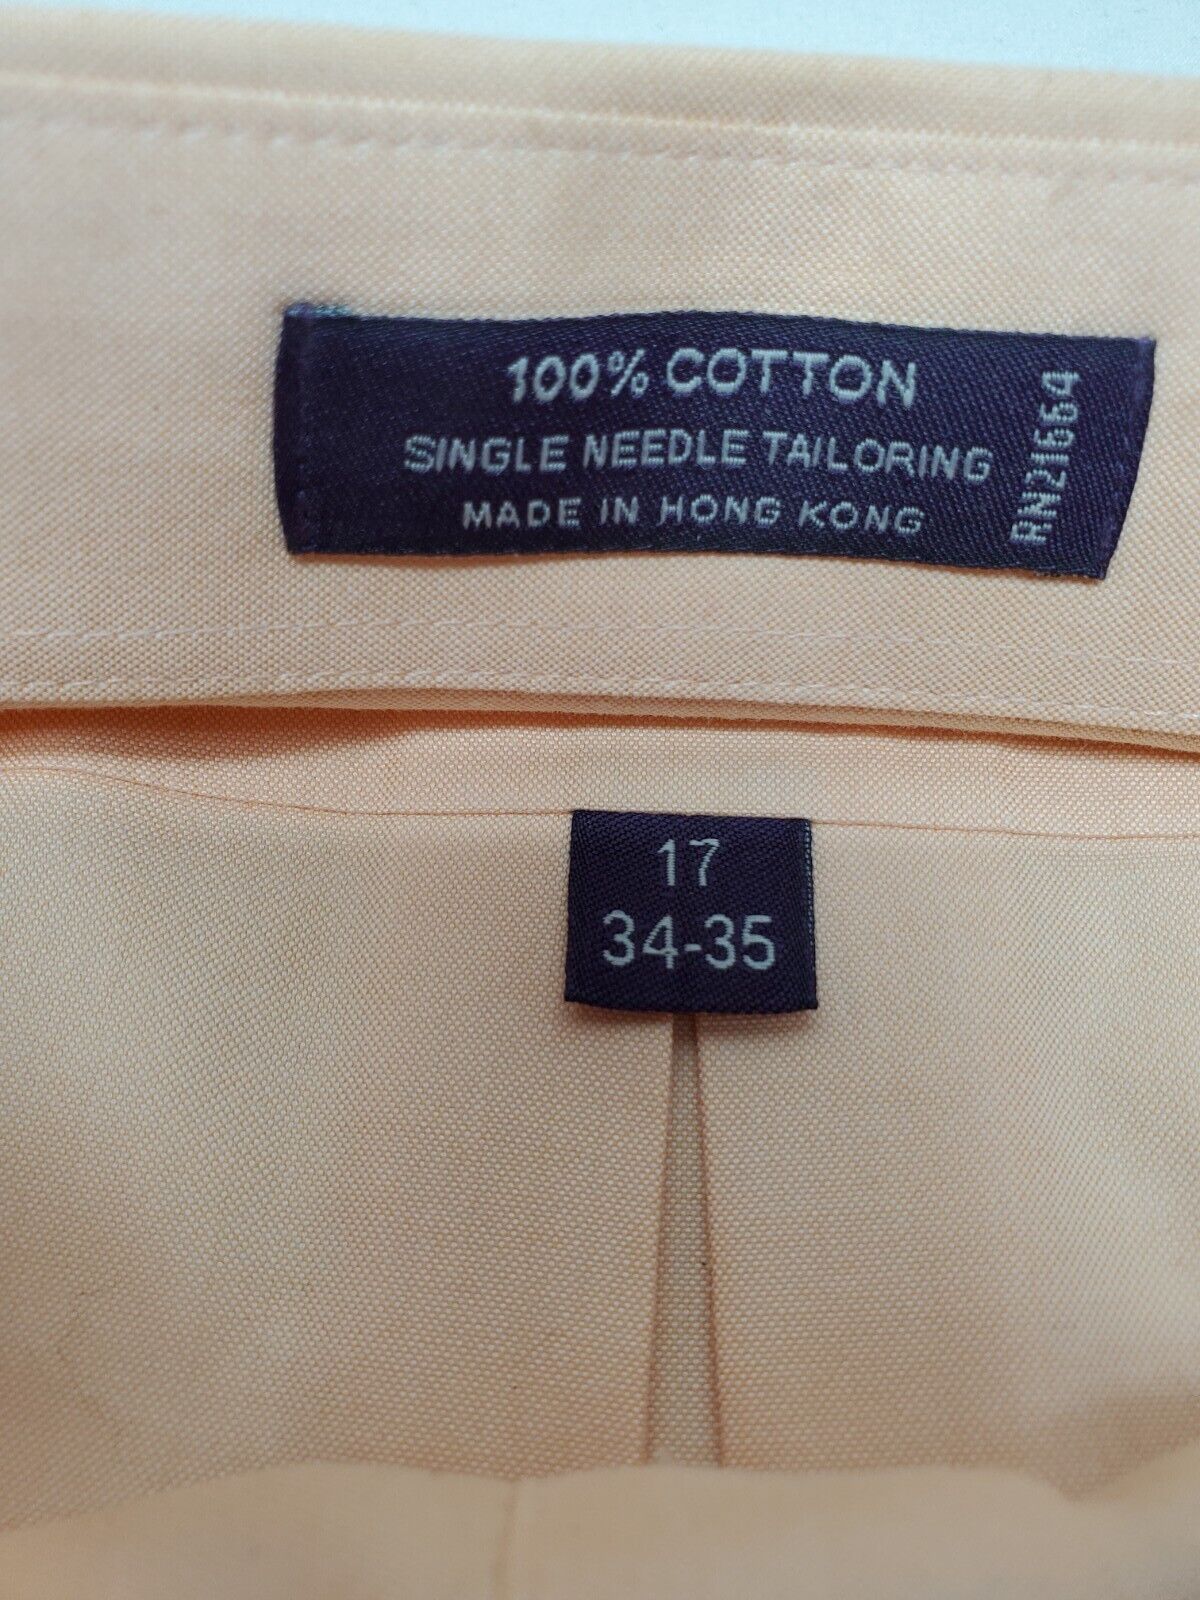 100% COTTON
SINGLE NEEDLE TAILORING
MADE IN HONG KONG
RN21664
17
34-35